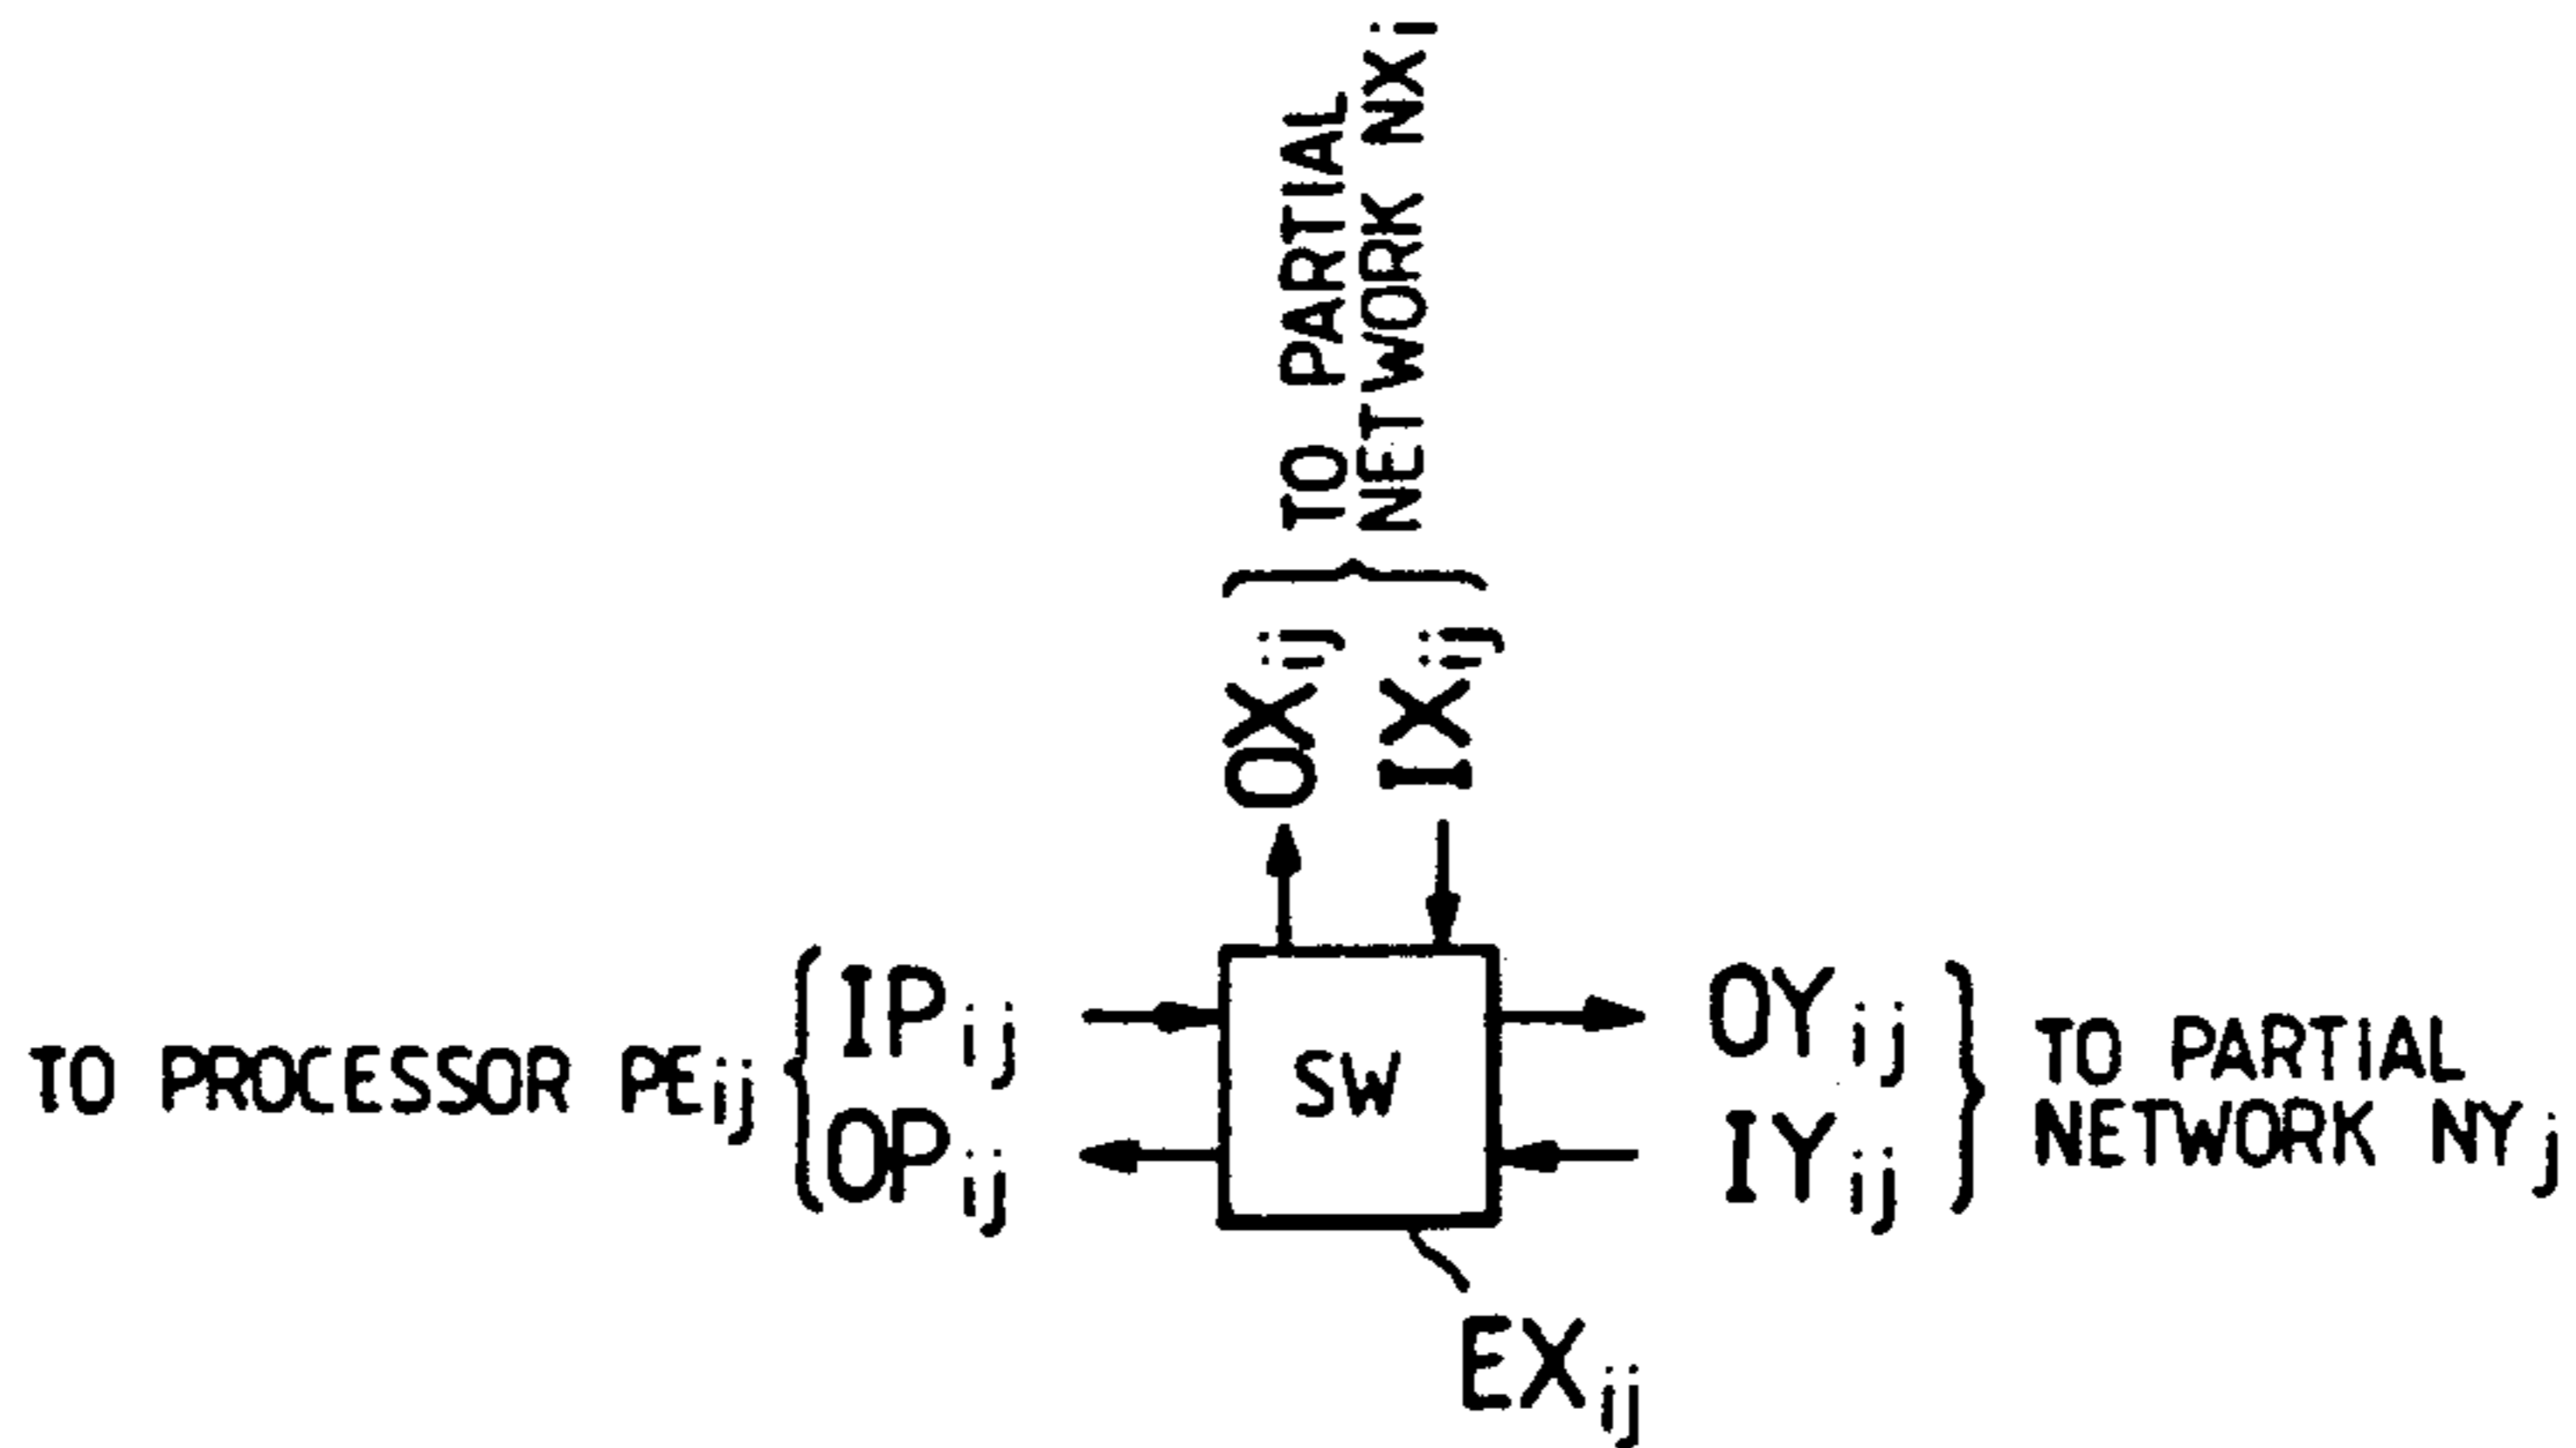 TO PARTIAL
NETWORK NXi
OXij
IXij
TO PROCESSOR PEij
IPij
OPij
SW
OYij
IYij
TO PARTIAL
NETWORK NYj
EXij